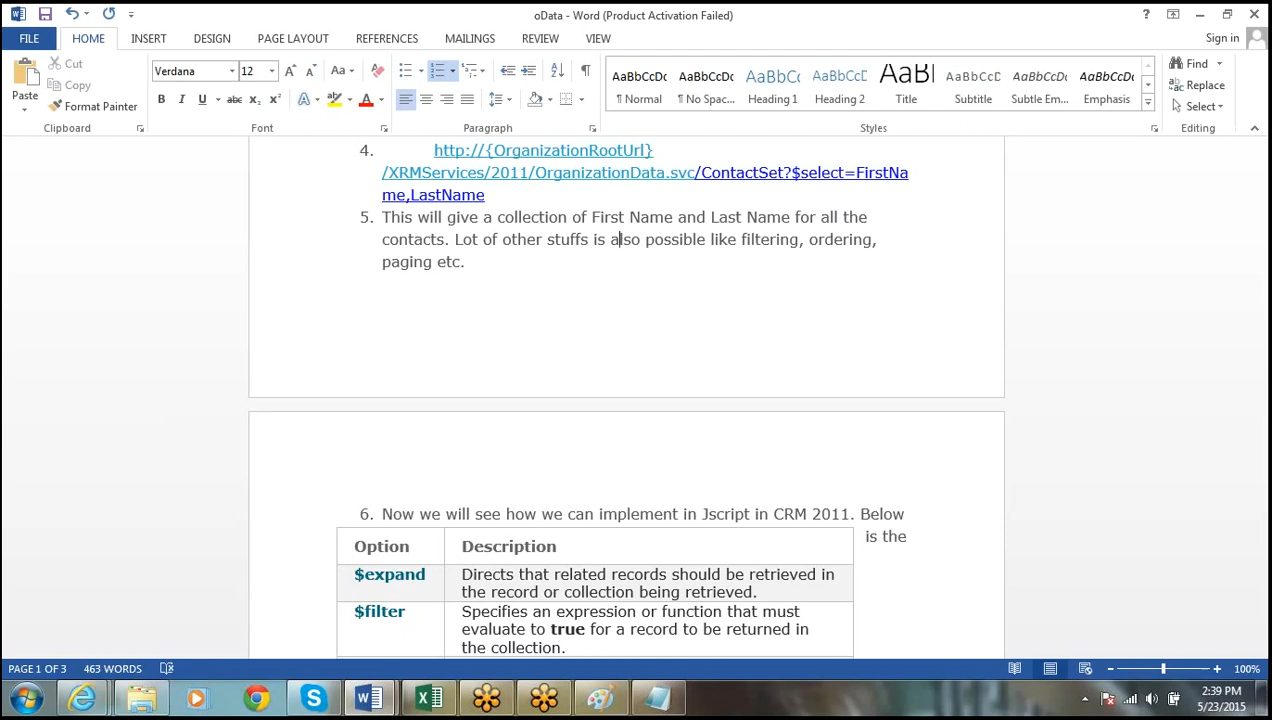 oData - Word (Product Activation Failed)
FILE HOME INSERT DESIGN PAGE LAYOUT REFERENCES MAILINGS REVIEW VIEW Sign in
Cut
Copy
Paste
Format Painter
Verdana 12
AaBbCcDc AaBbCcDc AaBbC AaBbCcD AaB AaBbCcD AaBbCcDc AaBbCcDc
¶ Normal ¶ No Spac... Heading 1 Heading 2 Title Subtitle Subtle Em... Emphasis
Find
Replace
Select
Clipboard Font Paragraph Styles Editing
4. http://{OrganizationRootUrl}
/XRMServices/2011/OrganizationData.svc/ContactSet?$select=FirstNa
me,LastName
5. This will give a collection of First Name and Last Name for all the
contacts. Lot of other stuffs is also possible like filtering, ordering,
paging etc.
6. Now we will see how we can implement in Jscript in CRM 2011. Below
is the
Option Description
$expand Directs that related records should be retrieved in
the record or collection being retrieved.
$filter Specifies an expression or function that must
evaluate to true for a record to be returned in
the collection.
PAGE 1 OF 3 463 WORDS 100%
2:39 PM
5/23/2015